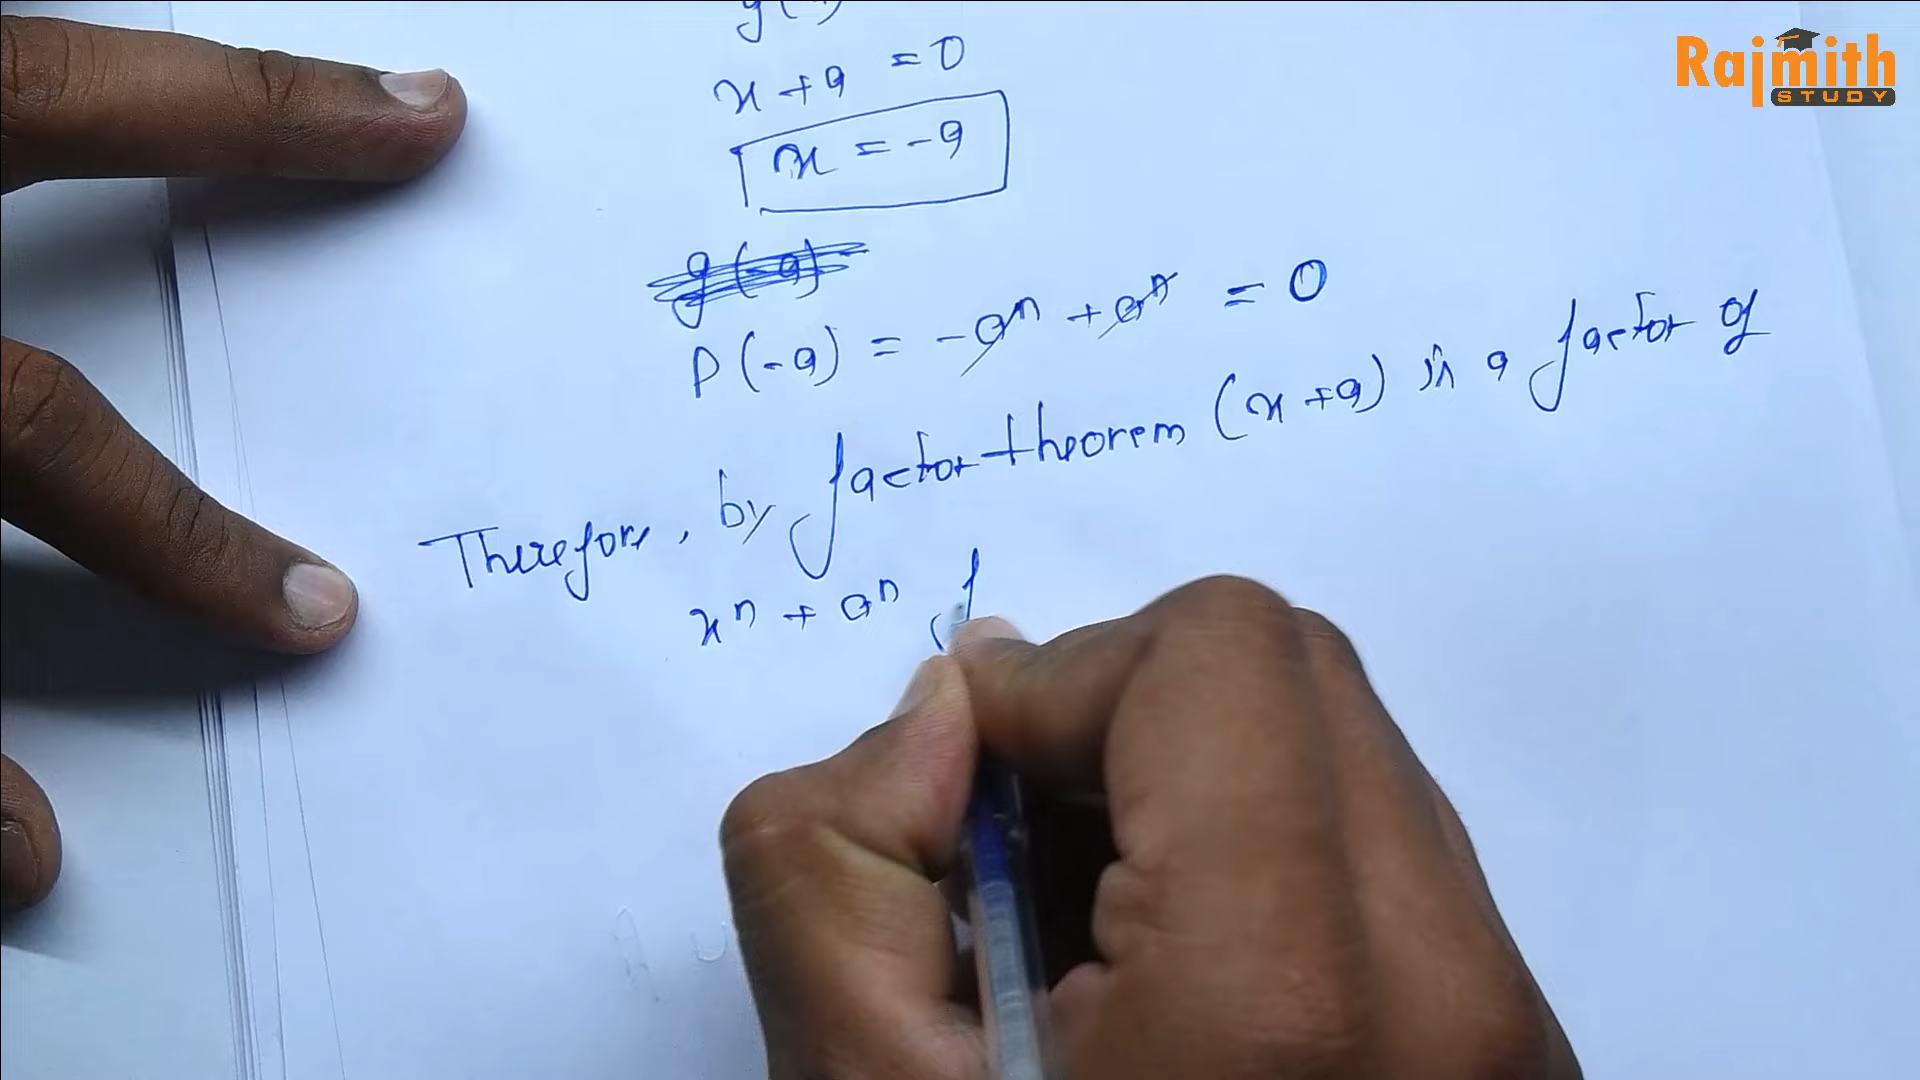 x + a = 0
x = -a
g(-a)
P(-a) = -aⁿ + aⁿ = 0
Therefore, by factor theorem (x + a) is a factor of
xⁿ + aⁿ f
Rajmith
STUDY